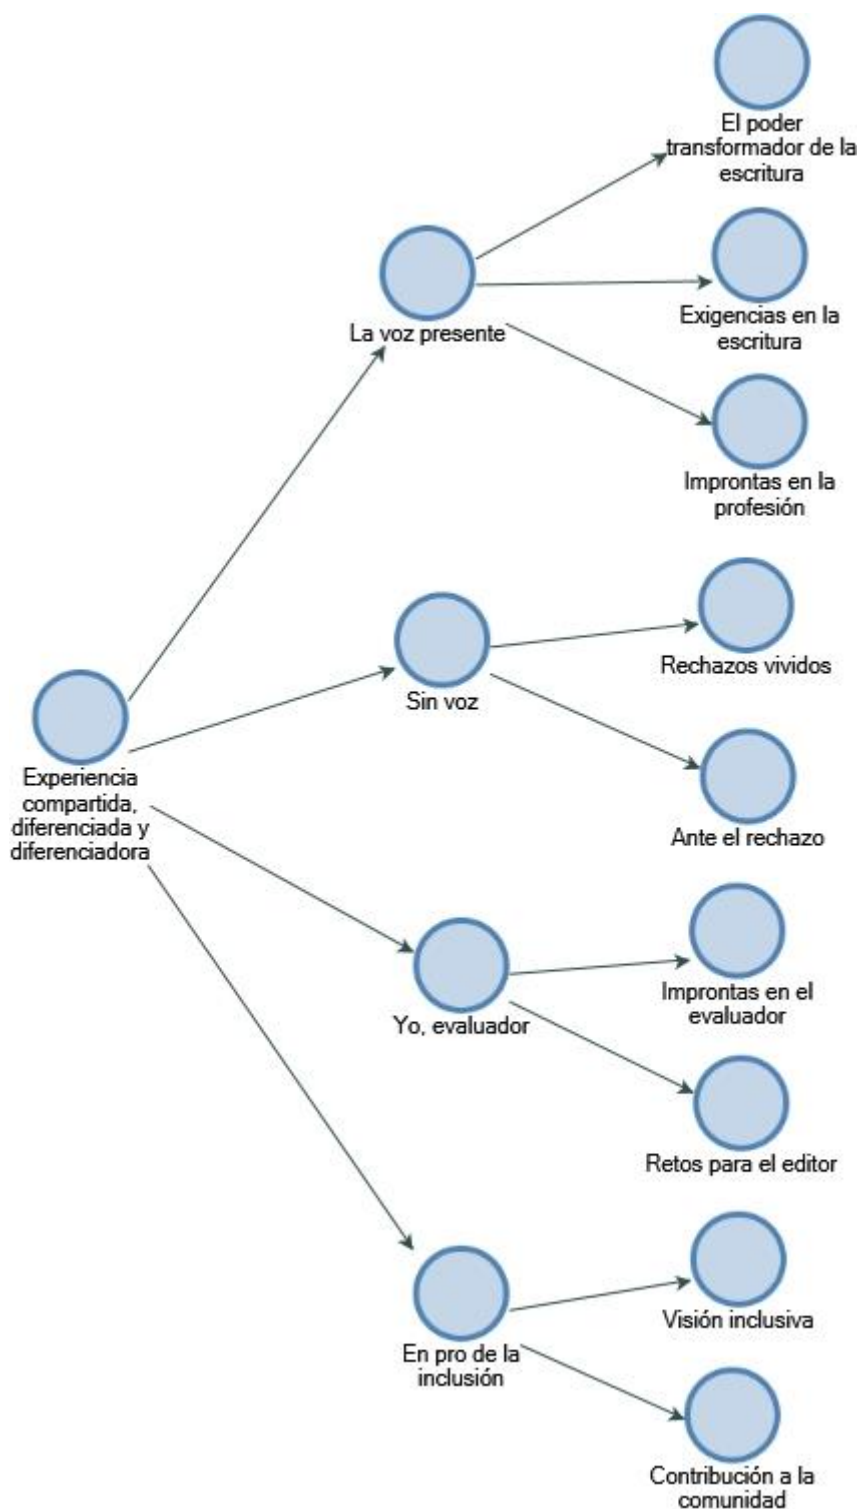 El poder
transformador de la
escritura
La voz presente
Exigencias en la
escritura
Improntas en la
profesión
Sin voz
Rechazos vividos
Ante el rechazo
Experiencia
compartida,
diferenciada y
diferenciadora
Yo, evaluador
Improntas en el
evaluador
Retos para el editor
En pro de la
inclusión
Visión inclusiva
Contribución a la
comunidad